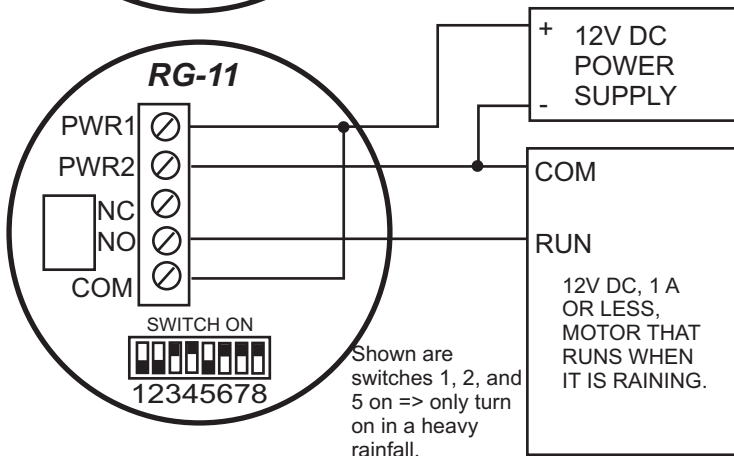 RG-11
PWR1
PWR2
NC
NO
COM
SWITCH ON
12345678
Shown are
switches 1, 2, and
5 on => only turn
on in a heavy
rainfall.
+
12V DC
POWER
SUPPLY
-
COM
RUN
12V DC, 1 A
OR LESS,
MOTOR THAT
RUNS WHEN
IT IS RAINING.